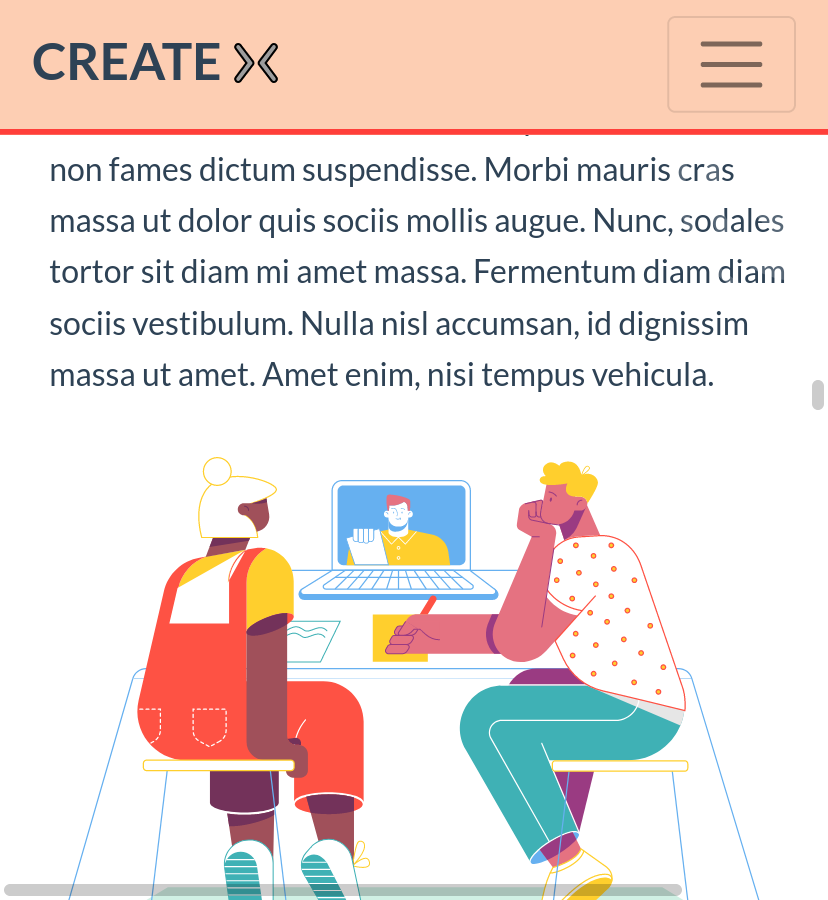 CREATE
non fames dictum suspendisse. Morbi mauris cras
massa ut dolor quis sociis mollis augue. Nunc, sodales
tortor sit diam mi amet massa. Fermentum diam diam
sociis vestibulum. Nulla nisl accumsan, id dignissim
massa ut amet. Amet enim, nisi tempus vehicula.